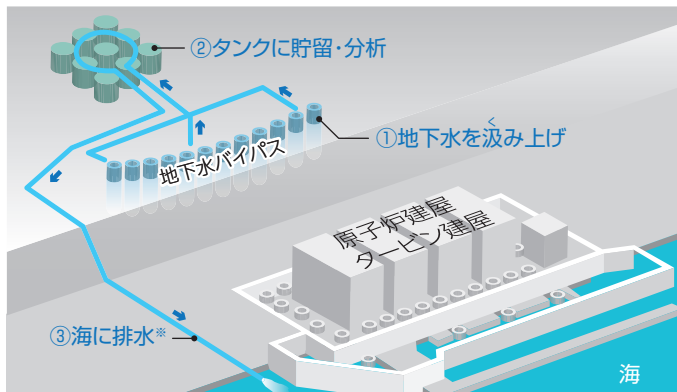 ②タンクに貯留・分析
く
①地下水を汲み上げ
地下水バイパス
原子炉建屋
タービン建屋
③海に排水※
海